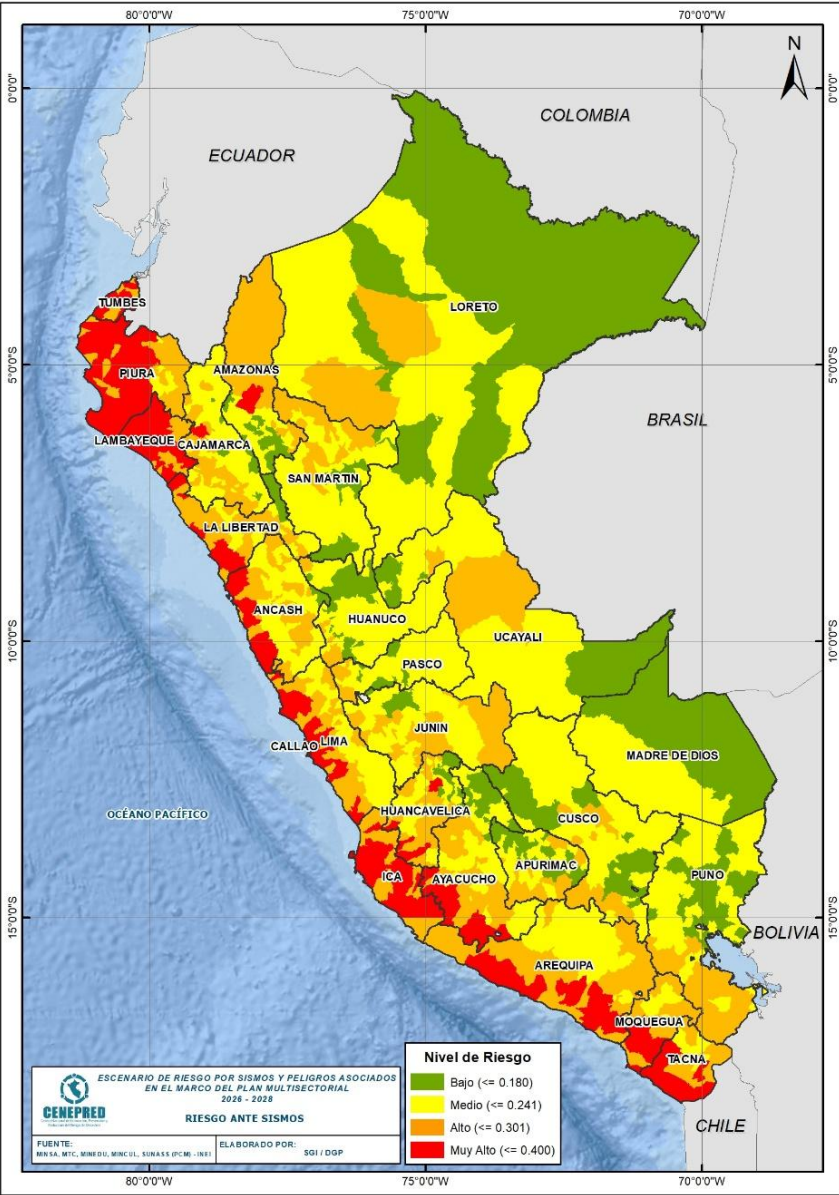 80°0'0"W 75°0'0"W 70°0'0"W
N
0°0'0" 0°0'0"
COLOMBIA
ECUADOR
TUMBES
LORETO
5°0'0"S 5°0'0"S
PIURA
AMAZONAS
BRASIL
LAMBAYEQUE CAJAMARCA
SAN MARTIN
LA LIBERTAD
ANCASH
HUANUCO
UCAYALI
10°0'0"S 10°0'0"S
PASCO
JUNIN
CALLAO LIMA
MADRE DE DIOS
OCÉANO PACÍFICO
HUANCAVELICA
CUSCO
APURIMAC
ICA AYACUCHO PUNO
15°0'0"S 15°0'0"S
BOLIVIA
AREQUIPA
MOQUEGUA
TACNA
CHILE
Nivel de Riesgo
Bajo (<= 0.180)
Medio (<= 0.241)
Alto (<= 0.301)
Muy Alto (<= 0.400)
CENEPRED
ESCENARIO DE RIESGO POR SISMOS Y PELIGROS ASOCIADOS
EN EL MARCO DEL PLAN MULTISECTORIAL
2026 - 2028
RIESGO ANTE SISMOS
FUENTE:
MINSA, MTC, MINEDU, MINCUL, SUNASS (PCM) - INEI
ELABORADO POR:
SGI / DGP
80°0'0"W 75°0'0"W 70°0'0"W